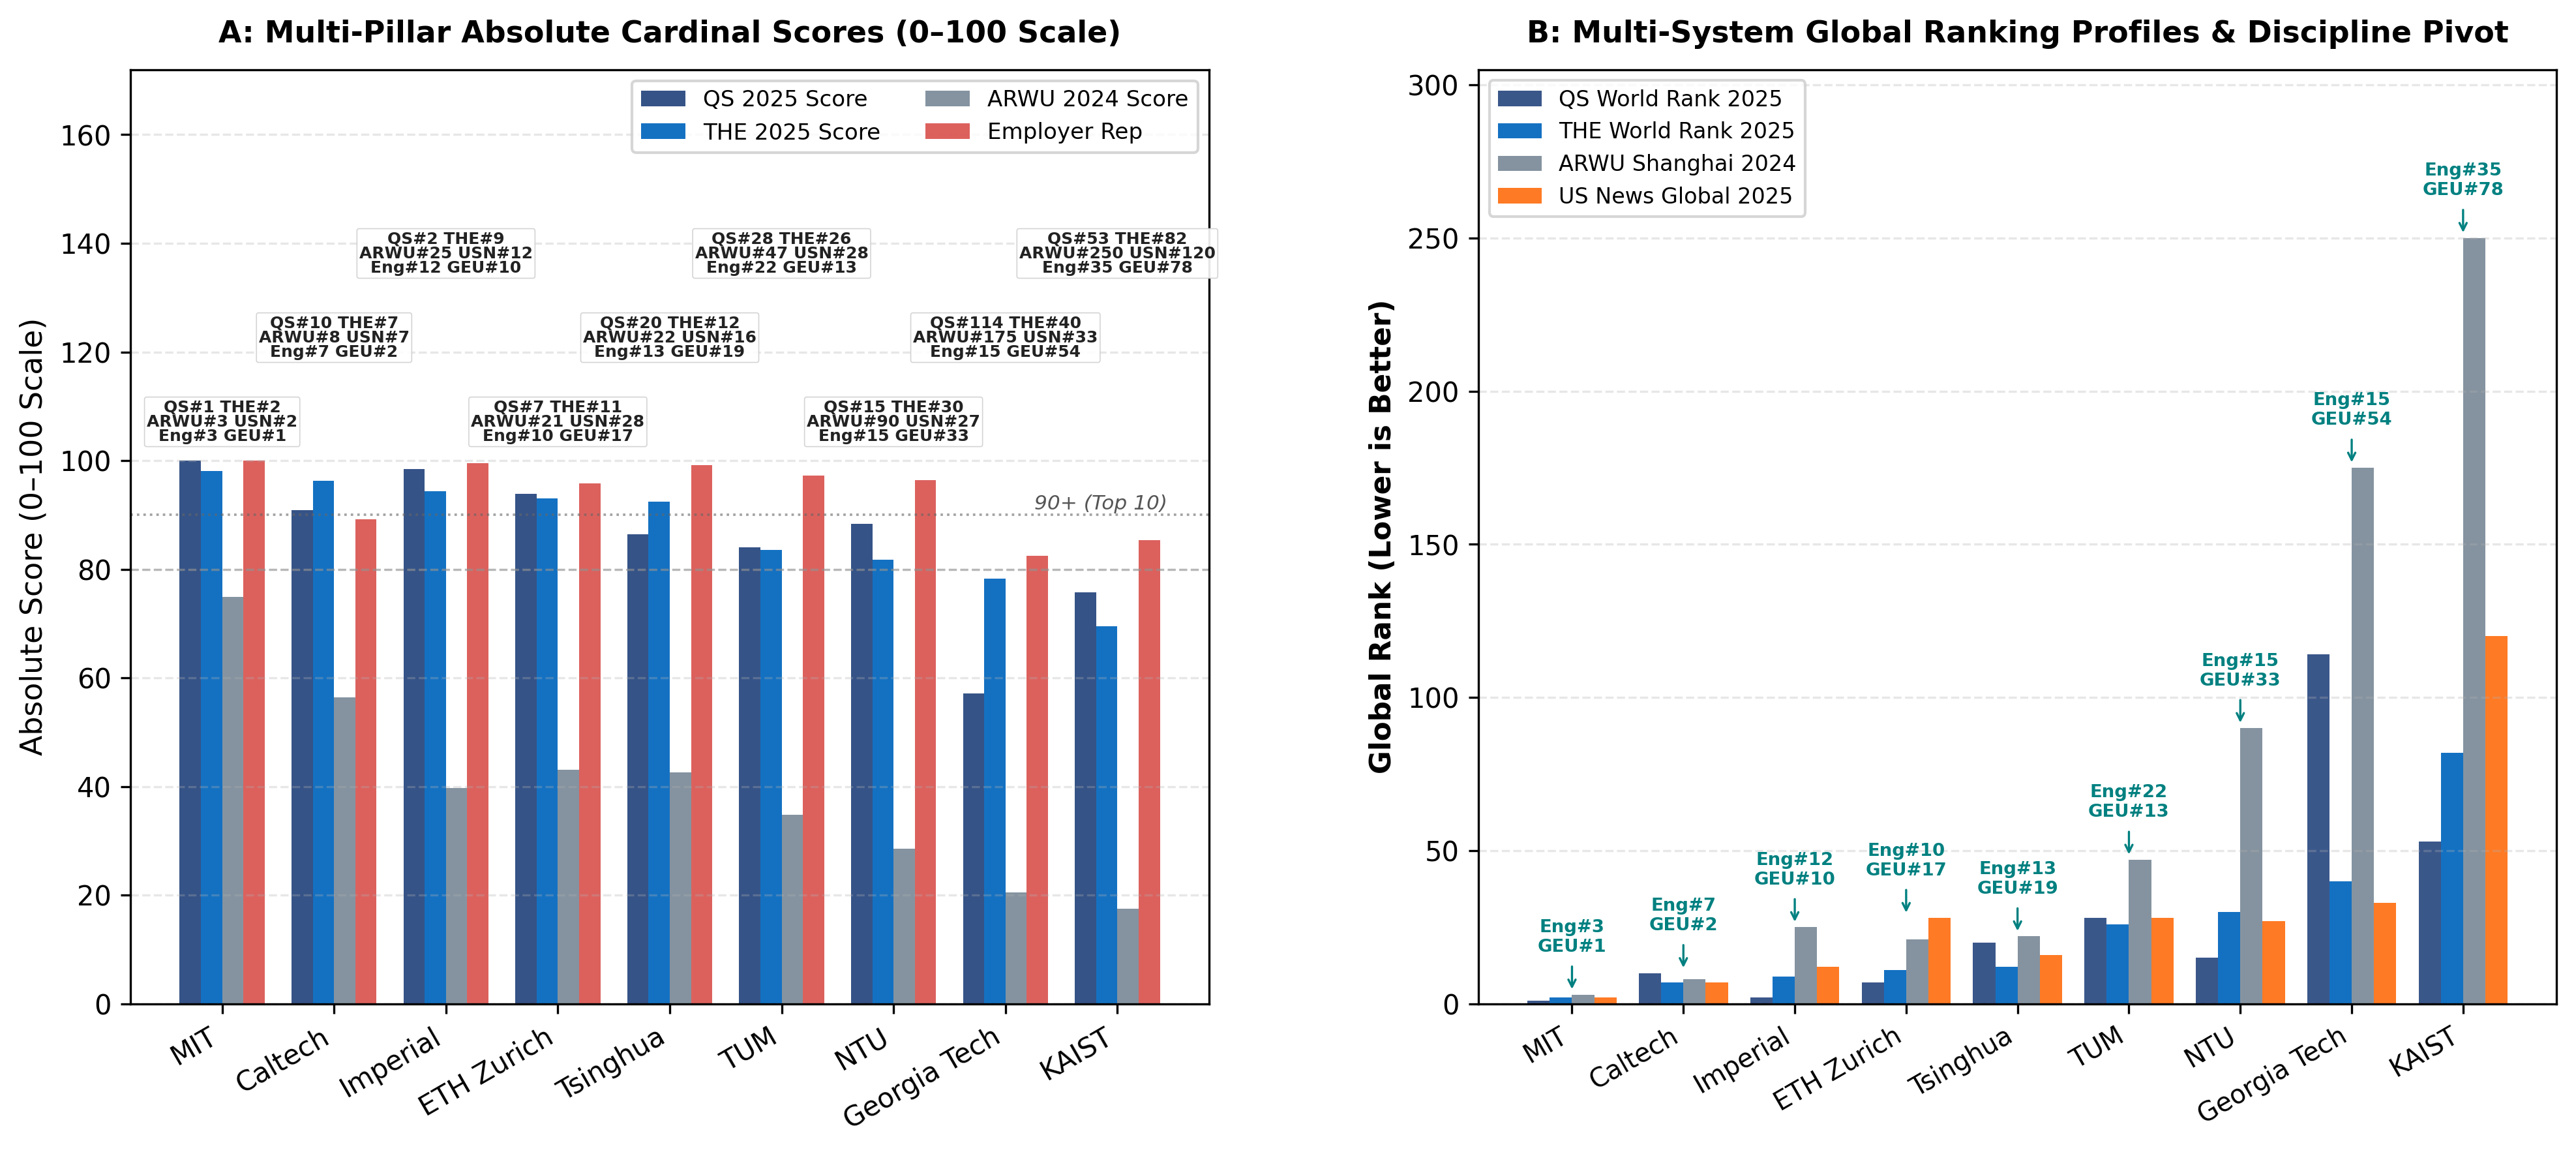 A: Multi-Pillar Absolute Cardinal Scores (0–100 Scale)
Absolute Score (0–100 Scale)
160
140
120
100
80
60
40
20
0
QS 2025 Score
THE 2025 Score
ARWU 2024 Score
Employer Rep
QS#1 THE#2
ARWU#3 USN#2
Eng#3 GEU#1
QS#10 THE#7
ARWU#8 USN#7
Eng#7 GEU#2
QS#2 THE#9
ARWU#25 USN#12
Eng#12 GEU#10
QS#7 THE#11
ARWU#21 USN#28
Eng#10 GEU#17
QS#20 THE#12
ARWU#22 USN#16
Eng#13 GEU#19
QS#28 THE#26
ARWU#47 USN#28
Eng#22 GEU#13
QS#15 THE#30
ARWU#90 USN#27
Eng#15 GEU#33
QS#114 THE#40
ARWU#175 USN#33
Eng#15 GEU#54
QS#53 THE#82
ARWU#250 USN#120
Eng#35 GEU#78
90+ (Top 10)
MIT
Caltech
Imperial
ETH Zurich
Tsinghua
TUM
NTU
Georgia Tech
KAIST
B: Multi-System Global Ranking Profiles & Discipline Pivot
Global Rank (Lower is Better)
300
250
200
150
100
50
0
QS World Rank 2025
THE World Rank 2025
ARWU Shanghai 2024
US News Global 2025
Eng#3
GEU#1
Eng#7
GEU#2
Eng#12
GEU#10
Eng#10
GEU#17
Eng#13
GEU#19
Eng#22
GEU#13
Eng#15
GEU#33
Eng#15
GEU#54
Eng#35
GEU#78
MIT
Caltech
Imperial
ETH Zurich
Tsinghua
TUM
NTU
Georgia Tech
KAIST